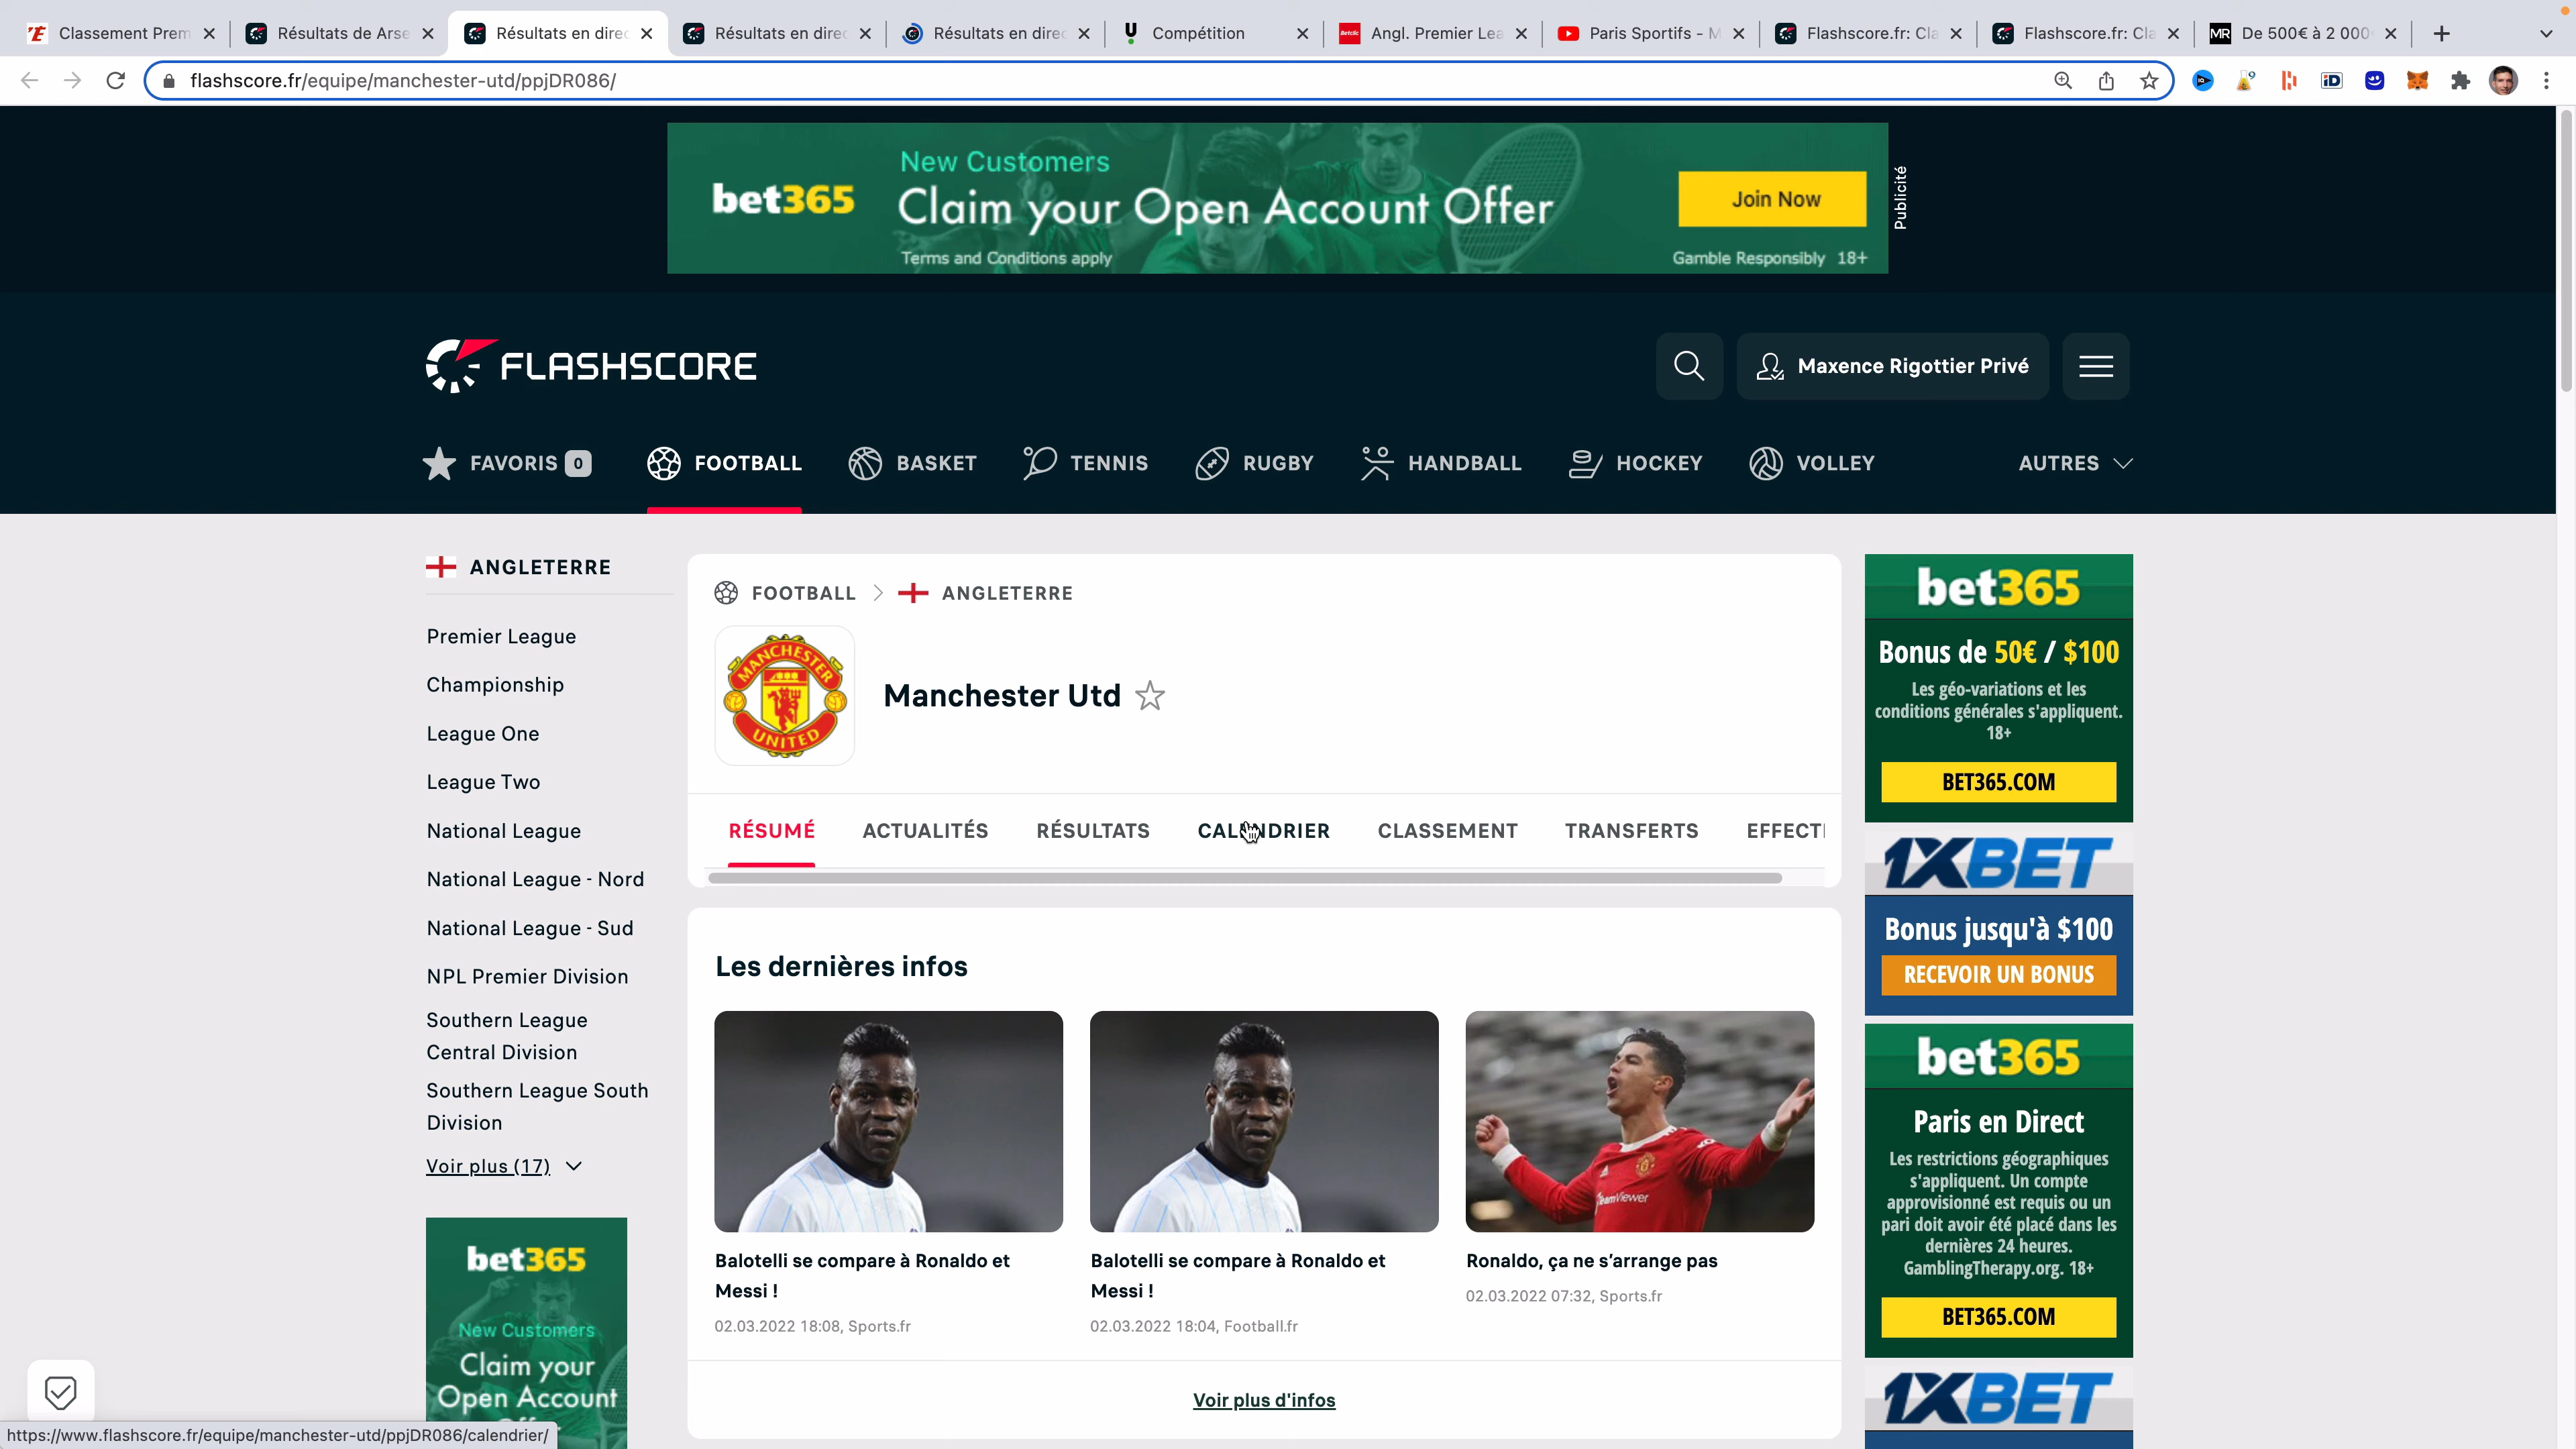 Classement Prem
Résultats de Arse
Résultats en direc
Résultats en direc
Résultats en direc
Compétition
Angl. Premier Lea
Paris Sportifs - M
Flashscore.fr: Cla
Flashscore.fr: Cla
MR De 500€ à 2 000
flashscore.fr/equipe/manchester-utd/ppjDR086/
bet365
New Customers
Claim your Open Account Offer
Terms and Conditions apply
Join Now
Gamble Responsibly 18+
Publicité
FLASHSCORE
Maxence Rigottier Privé
FAVORIS 0
FOOTBALL
BASKET
TENNIS
RUGBY
HANDBALL
HOCKEY
VOLLEY
AUTRES
ANGLETERRE
Premier League
Championship
League One
League Two
National League
National League - Nord
National League - Sud
NPL Premier Division
Southern League
Central Division
Southern League South
Division
Voir plus (17)
bet365
New Customers
Claim your
Open Account
FOOTBALL > ANGLETERRE
MANCHESTER
UNITED
Manchester Utd
RÉSUMÉ
ACTUALITÉS
RÉSULTATS
CALENDRIER
CLASSEMENT
TRANSFERTS
EFFECTI
Les dernières infos
TeamViewer
Balotelli se compare à Ronaldo et
Messi !
02.03.2022 18:08, Sports.fr
Balotelli se compare à Ronaldo et
Messi !
02.03.2022 18:04, Football.fr
Ronaldo, ça ne s’arrange pas
02.03.2022 07:32, Sports.fr
Voir plus d'infos
bet365
Bonus de 50€ / $100
Les géo-variations et les
conditions générales s'appliquent.
18+
BET365.COM
1XBET
Bonus jusqu'à $100
RECEVOIR UN BONUS
bet365
Paris en Direct
Les restrictions géographiques
s'appliquent. Un compte
approvisionné est requis ou un
pari doit avoir été placé dans les
dernières 24 heures.
GamblingTherapy.org. 18+
BET365.COM
1XBET
https://www.flashscore.fr/equipe/manchester-utd/ppjDR086/calendrier/